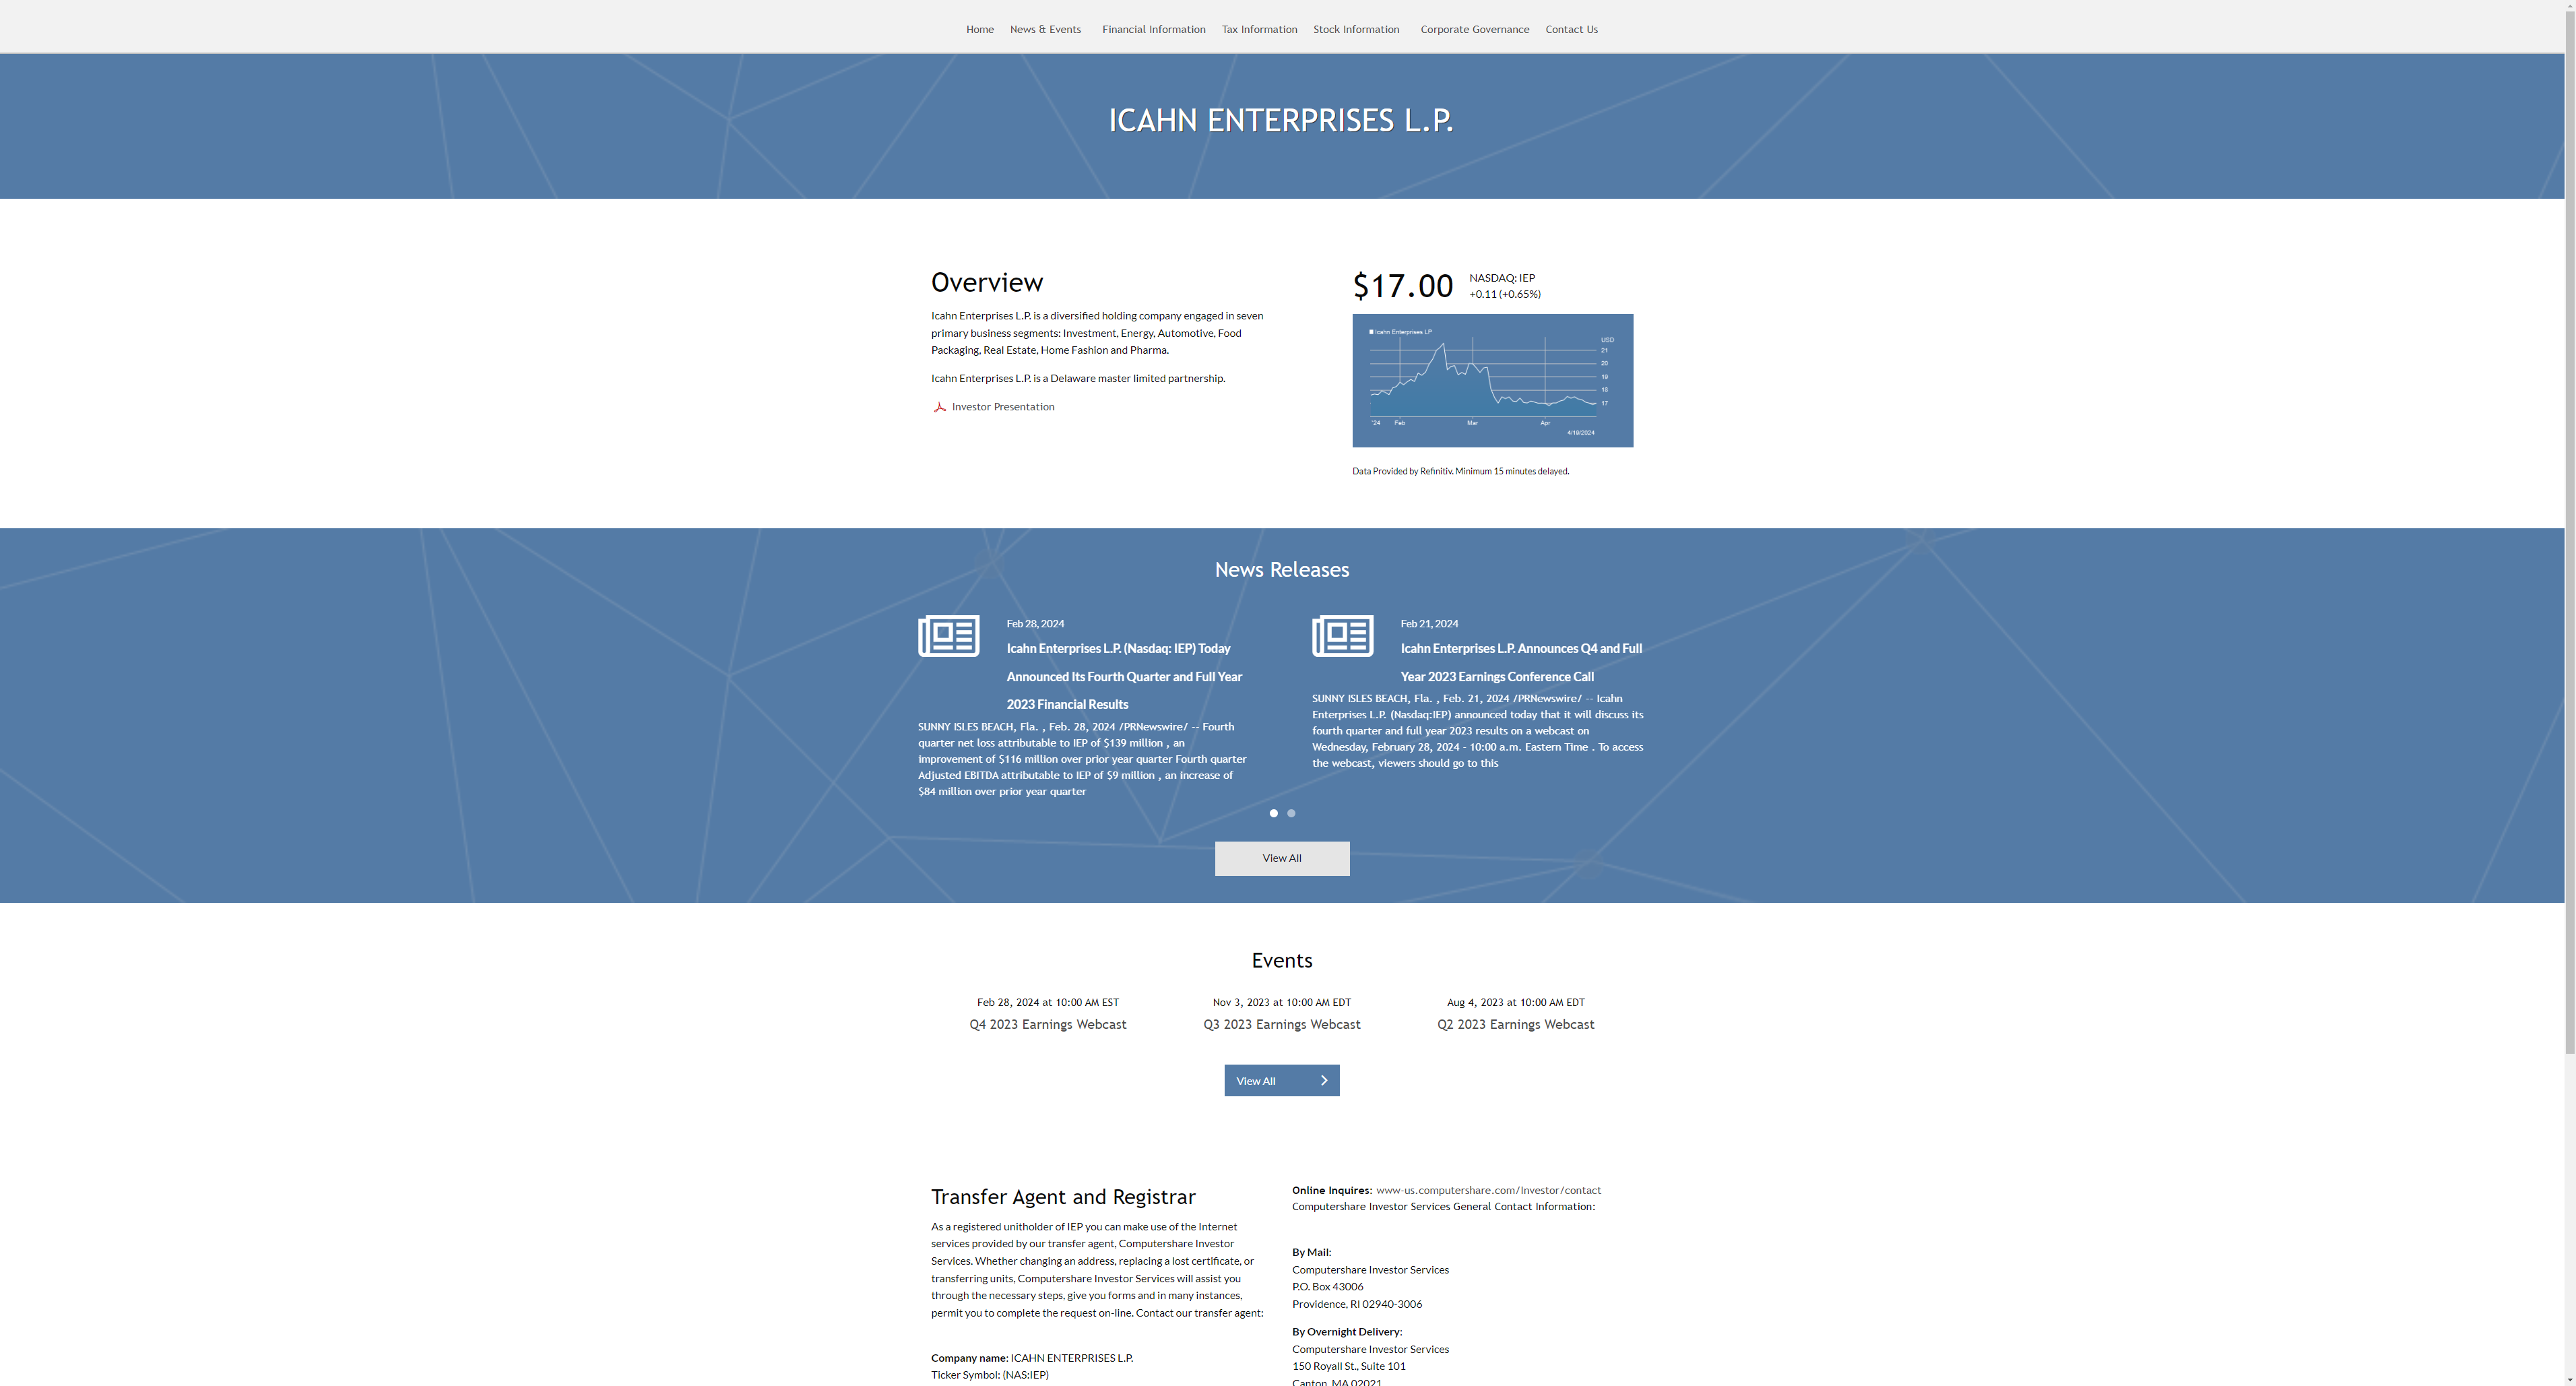 Home News & Events Financial Information Tax Information Stock Information Corporate Governance Contact Us
ICAHN ENTERPRISES L.P.
Overview
Icahn Enterprises L.P. is a diversified holding company engaged in seven
primary business segments: Investment, Energy, Automotive, Food
Packaging, Real Estate, Home Fashion and Pharma.
Icahn Enterprises L.P. is a Delaware master limited partnership.
Investor Presentation
$17.00
NASDAQ: IEP
+0.11 (+0.65%)
Icahn Enterprises LP
USD
21
20
19
18
17
'24 Feb Mar Apr
4/19/2024
Data Provided by Refinitiv. Minimum 15 minutes delayed.
News Releases
Feb 28, 2024
Icahn Enterprises L.P. (Nasdaq: IEP) Today
Announced Its Fourth Quarter and Full Year
2023 Financial Results
SUNNY ISLES BEACH, Fla. , Feb. 28, 2024 /PRNewswire/ -- Fourth
quarter net loss attributable to IEP of $139 million , an
improvement of $116 million over prior year quarter Fourth quarter
Adjusted EBITDA attributable to IEP of $9 million , an increase of
$84 million over prior year quarter
Feb 21, 2024
Icahn Enterprises L.P. Announces Q4 and Full
Year 2023 Earnings Conference Call
SUNNY ISLES BEACH, Fla. , Feb. 21, 2024 /PRNewswire/ -- Icahn
Enterprises L.P. (Nasdaq:IEP) announced today that it will discuss its
fourth quarter and full year 2023 results on a webcast on
Wednesday, February 28, 2024 - 10:00 a.m. Eastern Time . To access
the webcast, viewers should go to this
View All
Events
Feb 28, 2024 at 10:00 AM EST
Q4 2023 Earnings Webcast
Nov 3, 2023 at 10:00 AM EDT
Q3 2023 Earnings Webcast
Aug 4, 2023 at 10:00 AM EDT
Q2 2023 Earnings Webcast
View All
Transfer Agent and Registrar
As a registered unitholder of IEP you can make use of the Internet
services provided by our transfer agent, Computershare Investor
Services. Whether changing an address, replacing a lost certificate, or
transferring units, Computershare Investor Services will assist you
through the necessary steps, give you forms and in many instances,
permit you to complete the request on-line. Contact our transfer agent:
Company name: ICAHN ENTERPRISES L.P.
Ticker Symbol: (NAS:IEP)
Online Inquires: www-us.computershare.com/Investor/contact
Computershare Investor Services General Contact Information:
By Mail:
Computershare Investor Services
P.O. Box 43006
Providence, RI 02940-3006
By Overnight Delivery:
Computershare Investor Services
150 Royall St., Suite 101
Canton, MA 02021